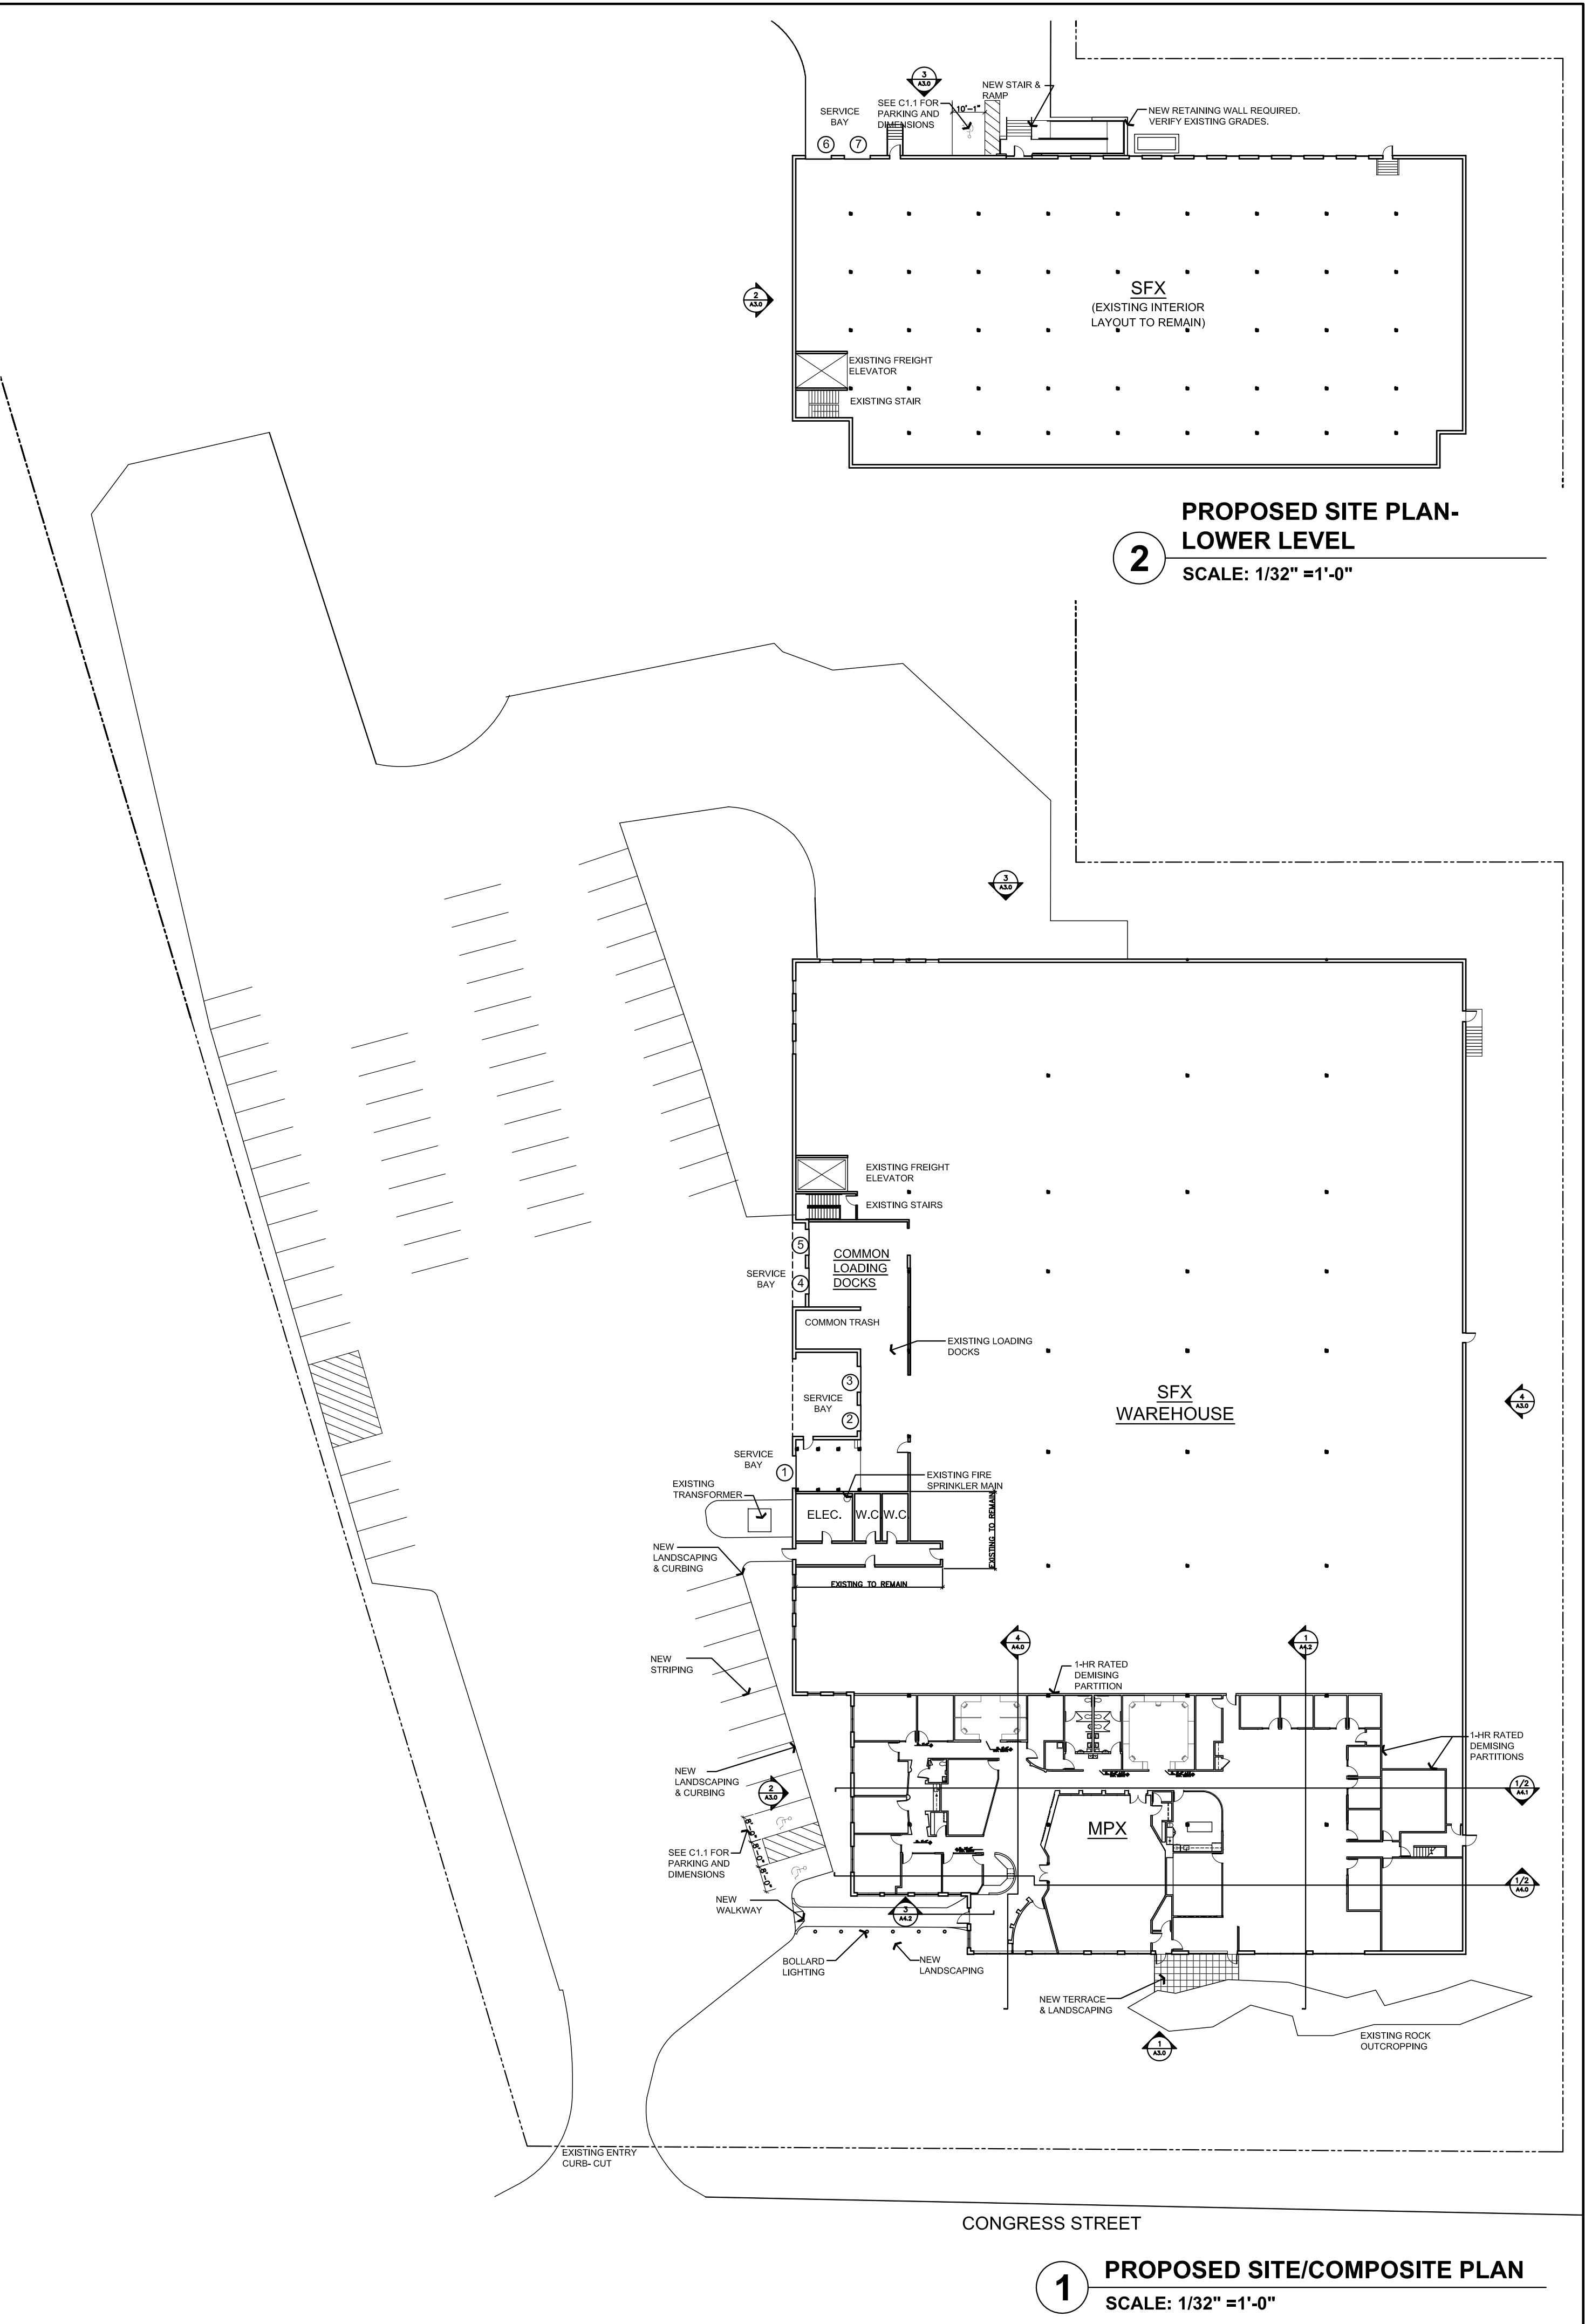 3
A3.0
NEW STAIR &
RAMP
SEE C1.1 FOR
PARKING AND
DIMENSIONS
10'-1"
SERVICE
BAY
NEW RETAINING WALL REQUIRED.
VERIFY EXISTING GRADES.
6
7
2
A3.0
SFX
(EXISTING INTERIOR
LAYOUT TO REMAIN)
EXISTING FREIGHT
ELEVATOR
EXISTING STAIR
2
PROPOSED SITE PLAN-
LOWER LEVEL
SCALE: 1/32" =1'-0"
3
A3.0
EXISTING FREIGHT
ELEVATOR
EXISTING STAIRS
5
COMMON
LOADING
DOCKS
SERVICE
BAY
4
COMMON TRASH
EXISTING LOADING
DOCKS
3
SERVICE
BAY
2
SFX
WAREHOUSE
4
A3.0
SERVICE
BAY
1
EXISTING FIRE
SPRINKLER MAIN
EXISTING
TRANSFORMER
ELEC.
W.C
W.C
EXISTING TO REMAIN
NEW
LANDSCAPING
& CURBING
EXISTING TO REMAIN
4
A4.0
1
A4.2
NEW
STRIPING
1-HR RATED
DEMISING
PARTITION
1-HR RATED
DEMISING
PARTITIONS
NEW
LANDSCAPING
& CURBING
2
A3.0
1/2
A4.1
MPX
8'-0"
8'-0"
8'-0"
SEE C1.1 FOR
PARKING AND
DIMENSIONS
1/2
A4.0
NEW
WALKWAY
3
A4.2
BOLLARD
LIGHTING
NEW
LANDSCAPING
NEW TERRACE
& LANDSCAPING
EXISTING ROCK
OUTCROPPING
1
A3.0
EXISTING ENTRY
CURB- CUT
CONGRESS STREET
1
PROPOSED SITE/COMPOSITE PLAN
SCALE: 1/32" =1'-0"